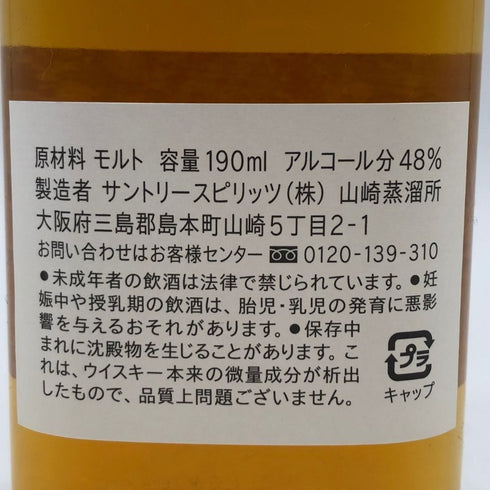 原材料 モルト 容量190ml アルコール分48%
製造者 サントリースピリッツ(株) 山崎蒸溜所
大阪府三島郡島本町山崎5丁目2-1
お問い合わせはお客様センター 0120-139-310
●未成年者の飲酒は法律で禁じられています。●妊
娠中や授乳期の飲酒は、胎児・乳児の発育に悪影
響を与えるおそれがあります。●保存中
まれに沈殿物を生じることがあります。こ
れは、ウイスキー本来の微量成分が析出
したもので、品質上問題ございません。
プラ
キャップ